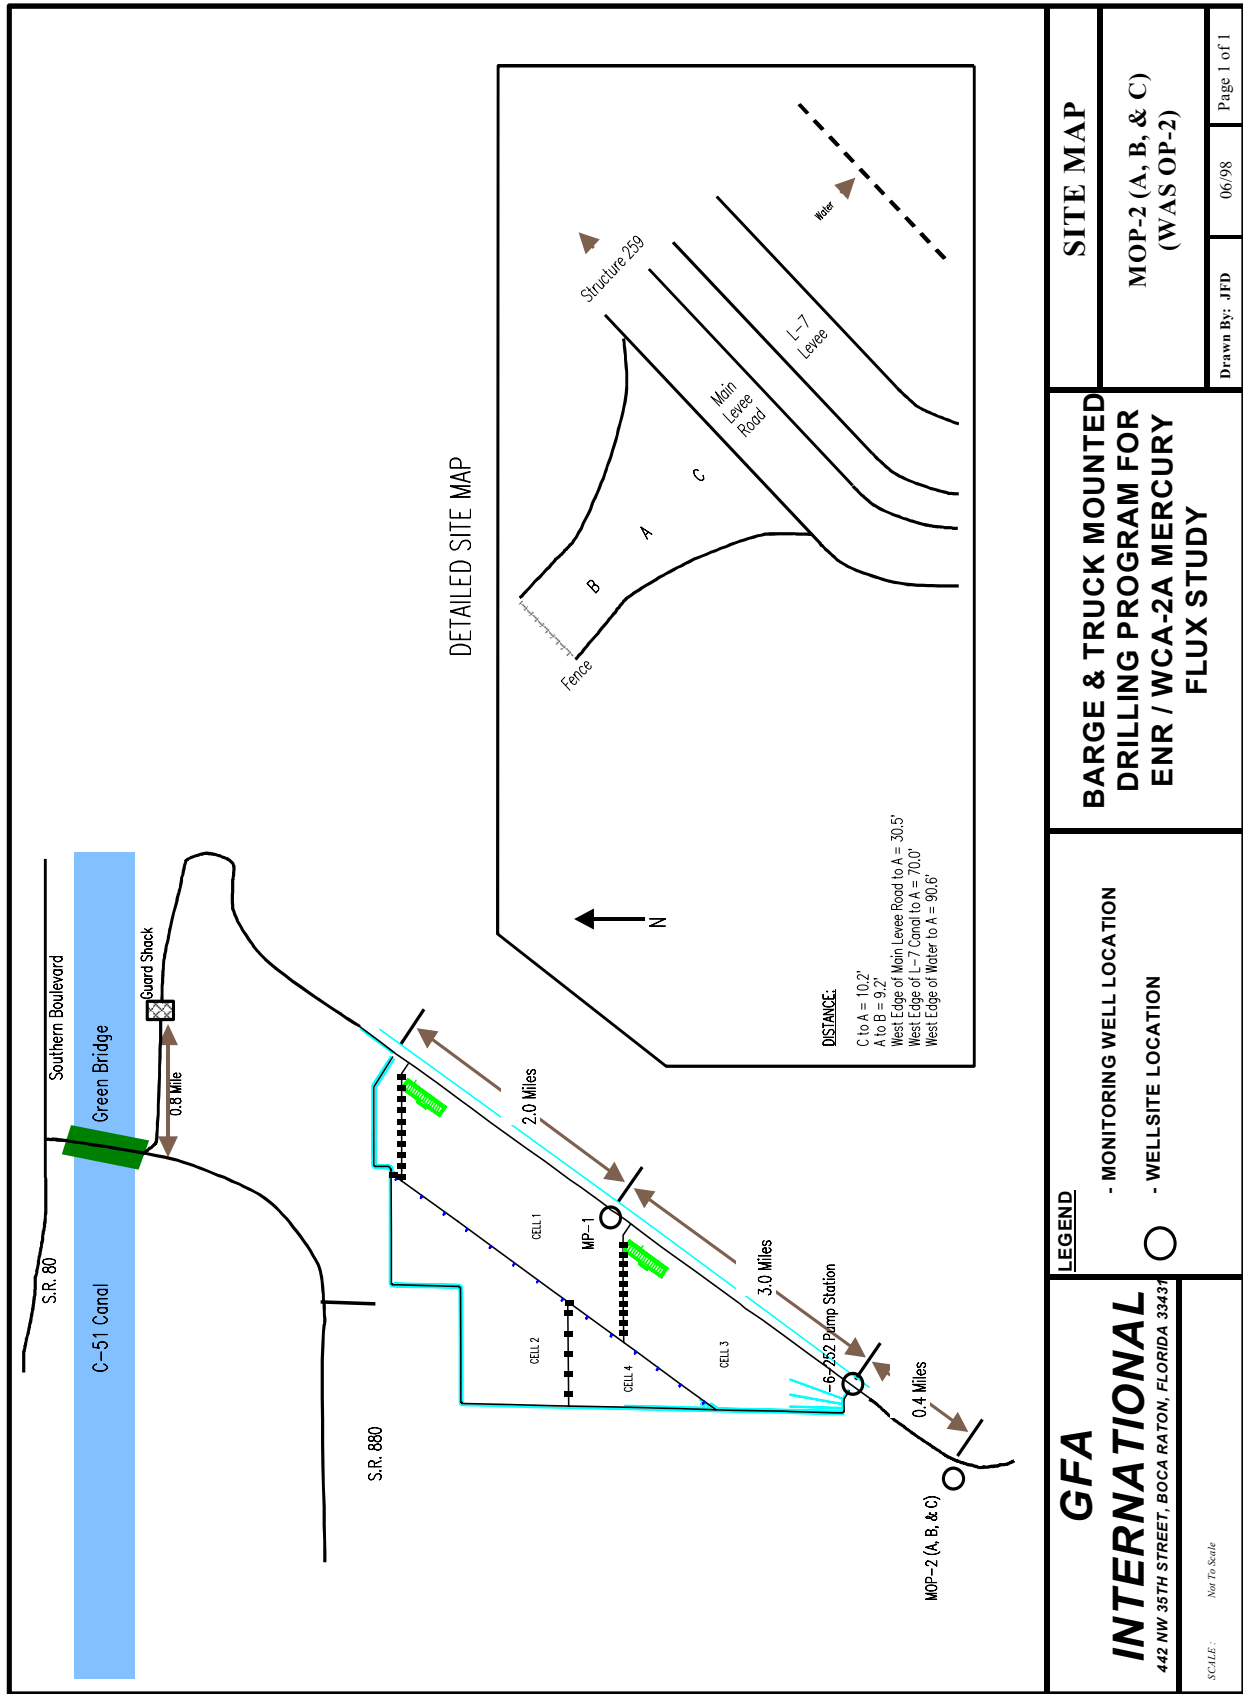 S.R. 80
Southern Boulevard
C-51 Canal
Green Bridge
Guard Shack
0.8 Mile
S.R. 880
2.0 Miles
CELL 1
MP-1
CELL 2
CELL 4
CELL 3
3.0 Miles
-6-252 Pump Station
0.4 Miles
MOP-2 (A, B, & C)
DETAILED SITE MAP
Structure 259
Water
L-7
Levee
Main
Levee
Road
C
A
B
Fence
N
DISTANCE:
C to A = 10.2'
A to B = 9.2'
West Edge of Main Levee Road to A = 30.5'
West Edge of L-7 Canal to A = 70.0'
West Edge of Water to A = 90.6'
GFA
INTERNATIONAL
442 NW 35TH STREET, BOCA RATON, FLORIDA 33431
SCALE : Not To Scale
LEGEND
- MONITORING WELL LOCATION
- WELLSITE LOCATION
BARGE & TRUCK MOUNTED
DRILLING PROGRAM FOR
ENR / WCA-2A MERCURY
FLUX STUDY
SITE MAP
MOP-2 (A, B, & C)
(WAS OP-2)
Drawn By: JFD
06/98
Page 1 of 1